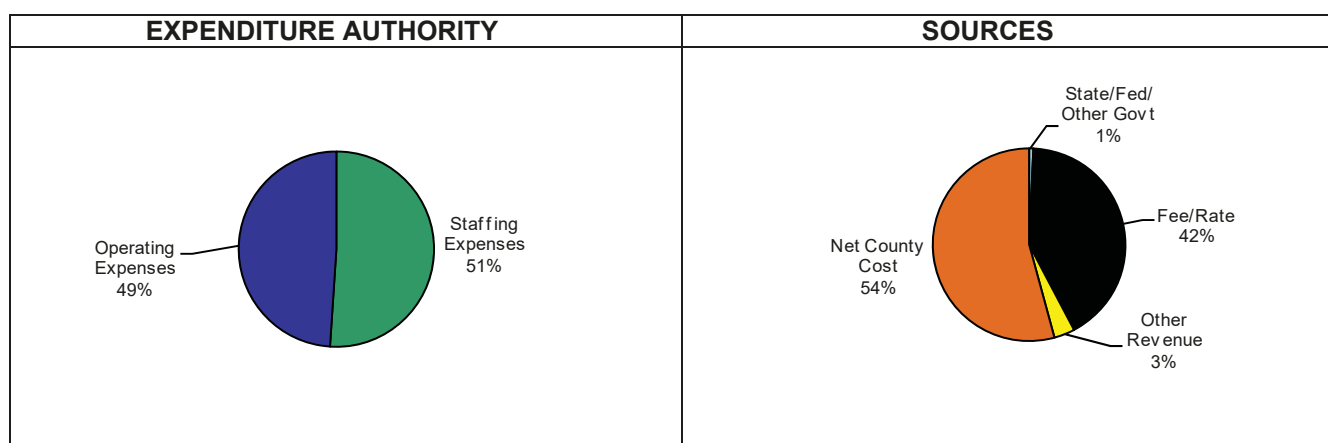 EXPENDITURE AUTHORITY
Operating
Expenses
49%
Staffing
Expenses
51%
SOURCES
State/Fed/
Other Govt
1%
Fee/Rate
42%
Net County
Cost
54%
Other
Revenue
3%